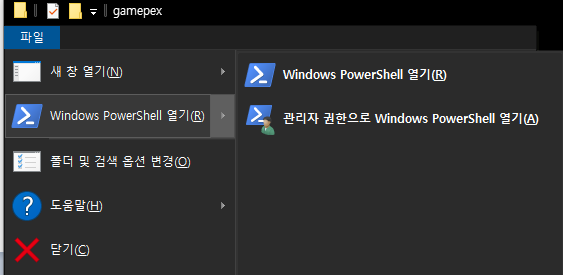 gamepex
파일
새 창 열기(N)
Windows PowerShell 열기(R)
폴더 및 검색 옵션 변경(O)
도움말(H)
닫기(C)
Windows PowerShell 열기(R)
관리자 권한으로 Windows PowerShell 열기(A)